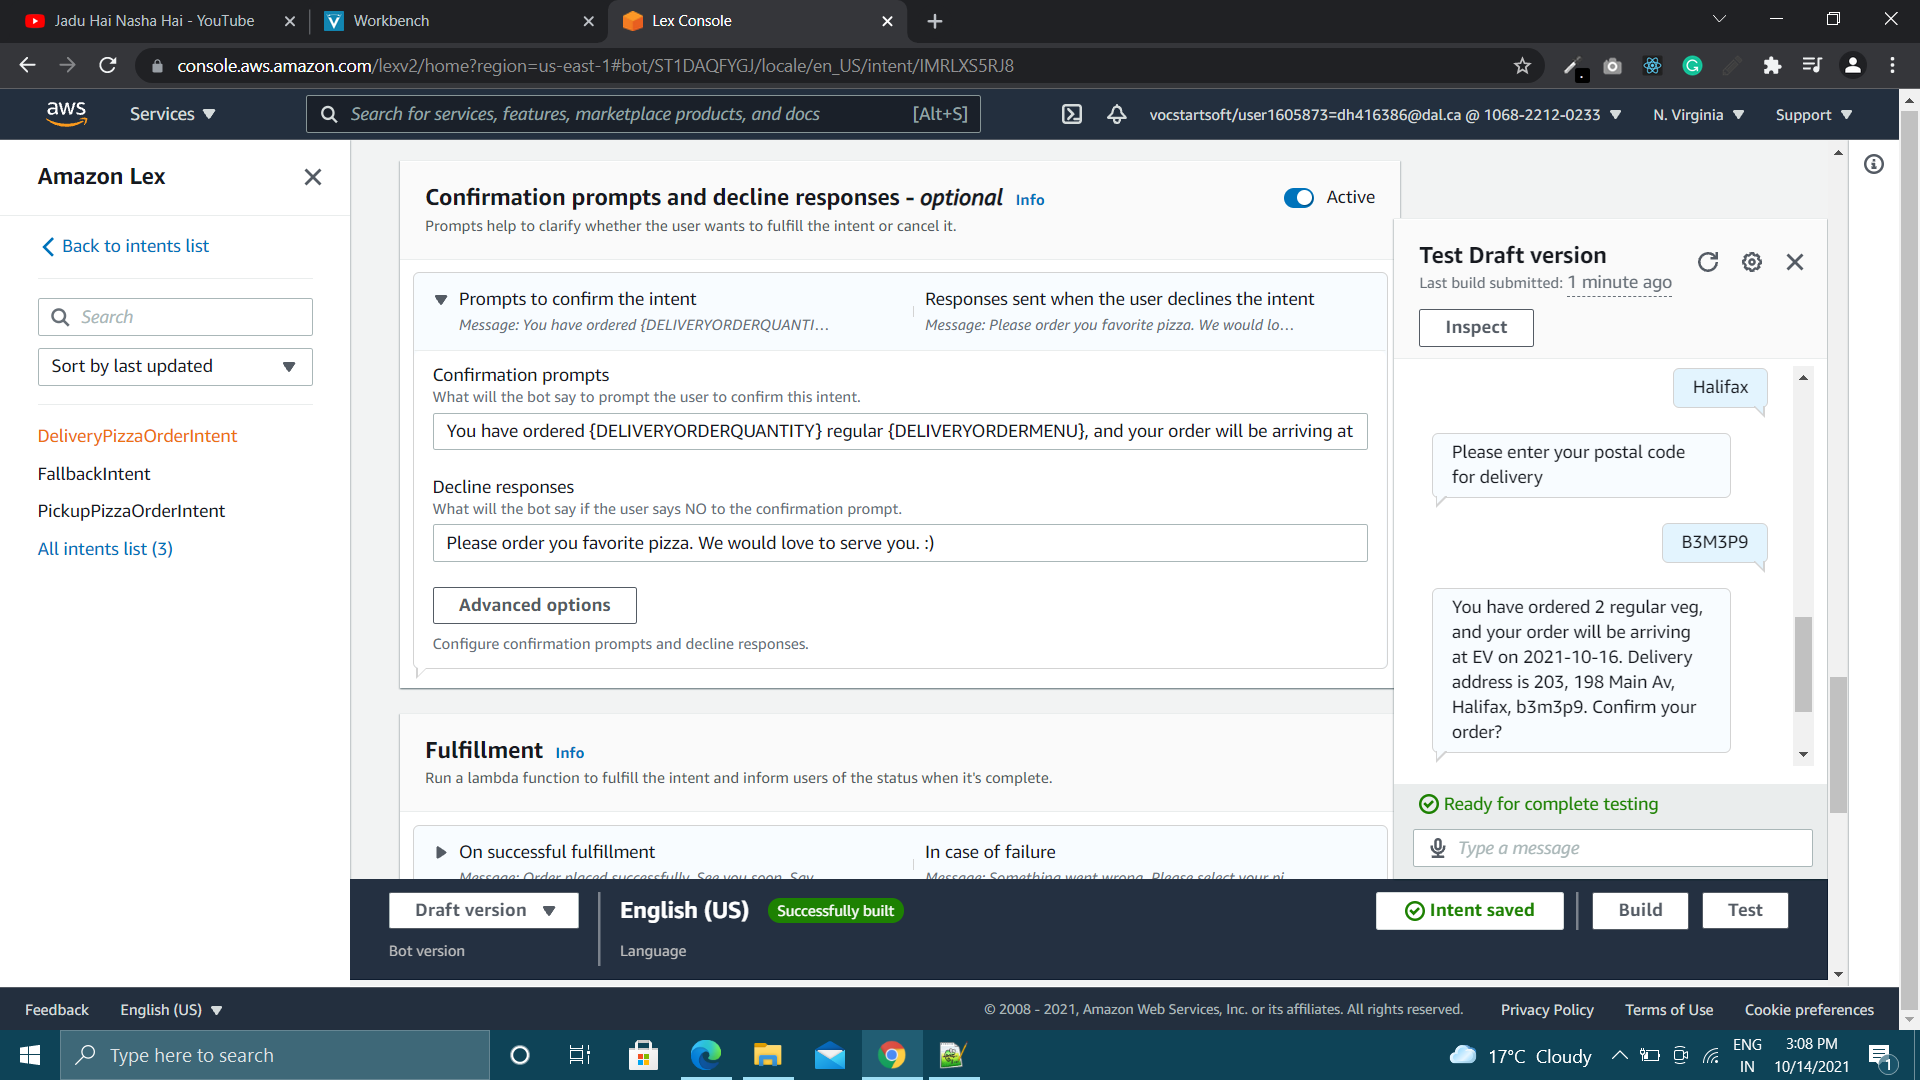 Jadu Hai Nasha Hai - YouTube
Workbench
Lex Console
console.aws.amazon.com/lexv2/home?region=us-east-1#bot/ST1DAQFYGJ/locale/en_US/intent/IMRLXS5RJ8
aws
Services
Search for services, features, marketplace products, and docs
[Alt+S]
vocstartsoft/user1605873=dh416386@dal.ca @ 1068-2212-0233
N. Virginia
Support
Amazon Lex
Back to intents list
Search
Sort by last updated
DeliveryPizzaOrderIntent
FallbackIntent
PickupPizzaOrderIntent
All intents list (3)
Confirmation prompts and decline responses - optional Info
Active
Prompts help to clarify whether the user wants to fulfill the intent or cancel it.
Prompts to confirm the intent
Message: You have ordered {DELIVERYORDERQUANTI…
Responses sent when the user declines the intent
Message: Please order you favorite pizza. We would lo…
Confirmation prompts
What will the bot say to prompt the user to confirm this intent.
You have ordered {DELIVERYORDERQUANTITY} regular {DELIVERYORDERMENU}, and your order will be arriving at
Decline responses
What will the bot say if the user says NO to the confirmation prompt.
Please order you favorite pizza. We would love to serve you. :)
Advanced options
Configure confirmation prompts and decline responses.
Fulfillment Info
Run a lambda function to fulfill the intent and inform users of the status when it's complete.
On successful fulfillment
Message: Order placed successfully. See you soon. Say
In case of failure
Message: Something went wrong. Please select your pi
Test Draft version
Last build submitted: 1 minute ago
Inspect
Halifax
Please enter your postal code
for delivery
B3M3P9
You have ordered 2 regular veg,
and your order will be arriving
at EV on 2021-10-16. Delivery
address is 203, 198 Main Av,
Halifax, b3m3p9. Confirm your
order?
Ready for complete testing
Type a message
Draft version
Bot version
English (US)
Successfully built
Language
Intent saved
Build
Test
Feedback
English (US)
© 2008 - 2021, Amazon Web Services, Inc. or its affiliates. All rights reserved.
Privacy Policy
Terms of Use
Cookie preferences
Type here to search
17°C Cloudy
ENG
IN
3:08 PM
10/14/2021
1